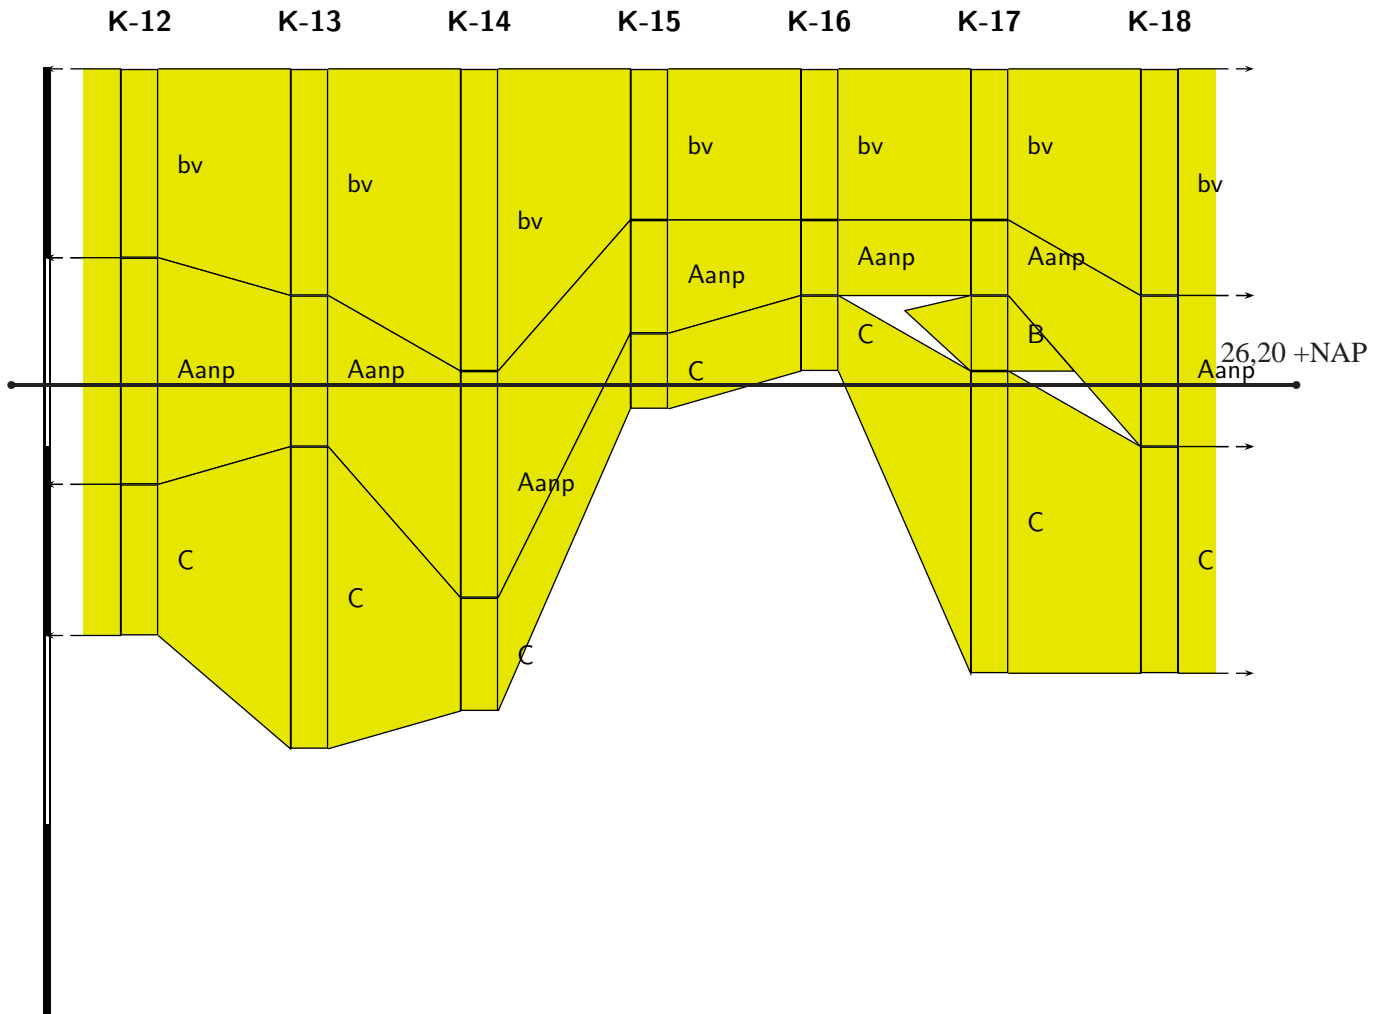 K-12 K-13 K-14 K-15 K-16 K-17 K-18
bv bv bv
bv
bv bv
bv
Aanp Aanp
Aanp
C B
26,20 +NAP
Aanp Aanp C Aanp
Aanp
C
C C
C
C